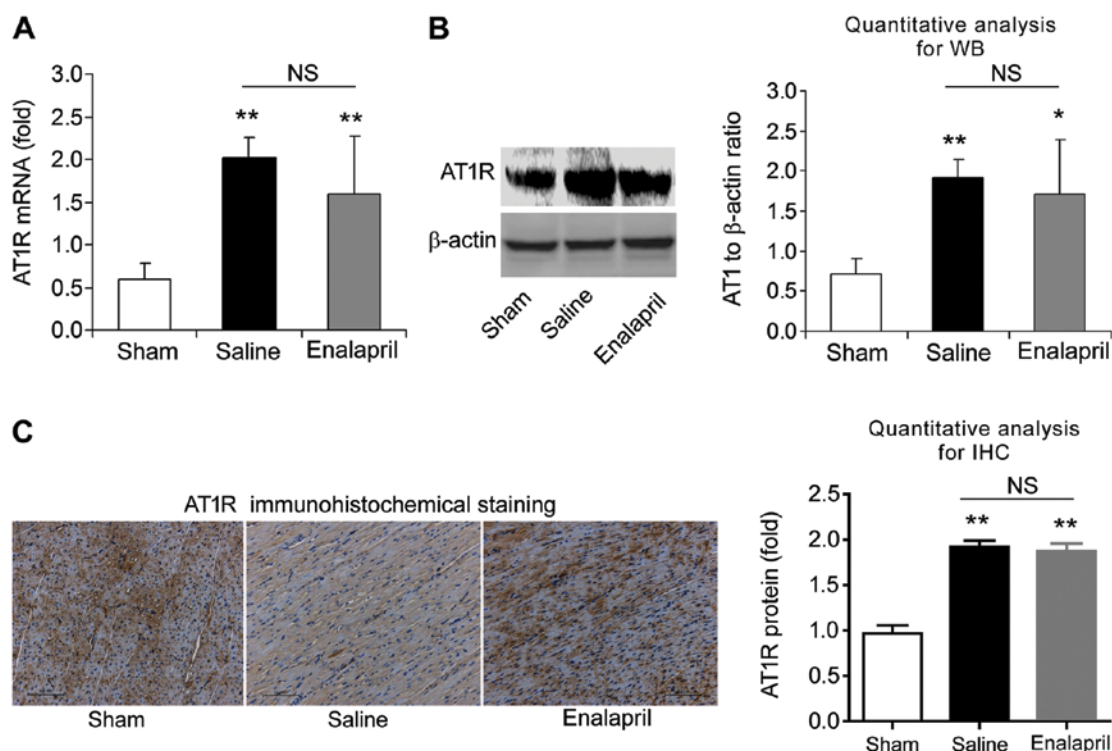 A
AT1R mRNA (fold)
3.0
2.5
2.0
1.5
1.0
0.5
0.0
NS
**
**
Sham
Saline
Enalapril
B
AT1R
β-actin
Sham
Saline
Enalapril
Quantitative analysis
for WB
AT1 to β-actin ratio
3.0
2.5
2.0
1.5
1.0
0.5
0.0
NS
**
*
Sham
Saline
Enalapril
C
AT1R immunohistochemical staining
Sham
Saline
Enalapril
Quantitative analysis
for IHC
AT1R protein (fold)
2.5
2.0
1.5
1.0
0.5
0.0
NS
**
**
Sham
Saline
Enalapril